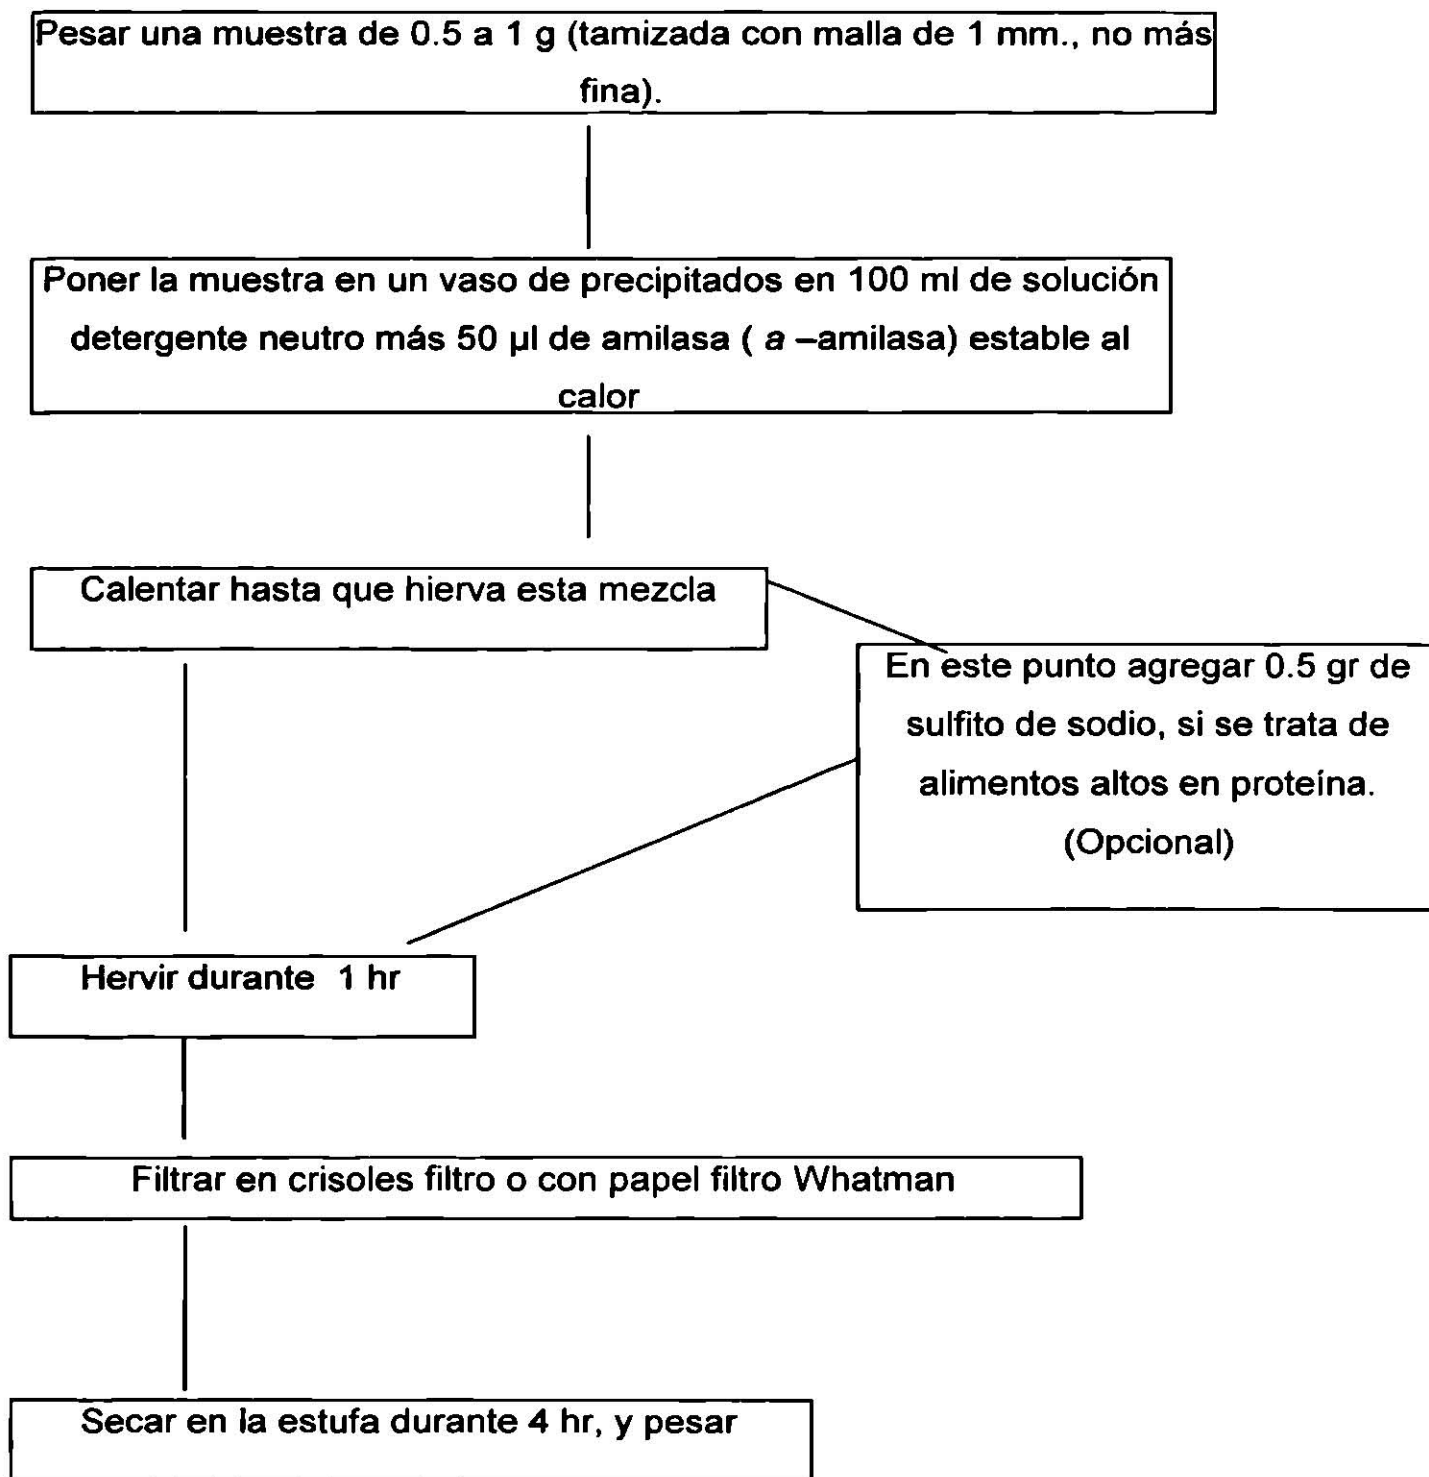 Pesar una muestra de 0.5 a 1 g (tamizada con malla de 1 mm., no más
fina).
Poner la muestra en un vaso de precipitados en 100 ml de solución
detergente neutro más 50 µl de amilasa ( a –amilasa) estable al
calor
Calentar hasta que hierva esta mezcla
En este punto agregar 0.5 gr de
sulfito de sodio, si se trata de
alimentos altos en proteína.
(Opcional)
Hervir durante 1 hr
Filtrar en crisoles filtro o con papel filtro Whatman
Secar en la estufa durante 4 hr, y pesar